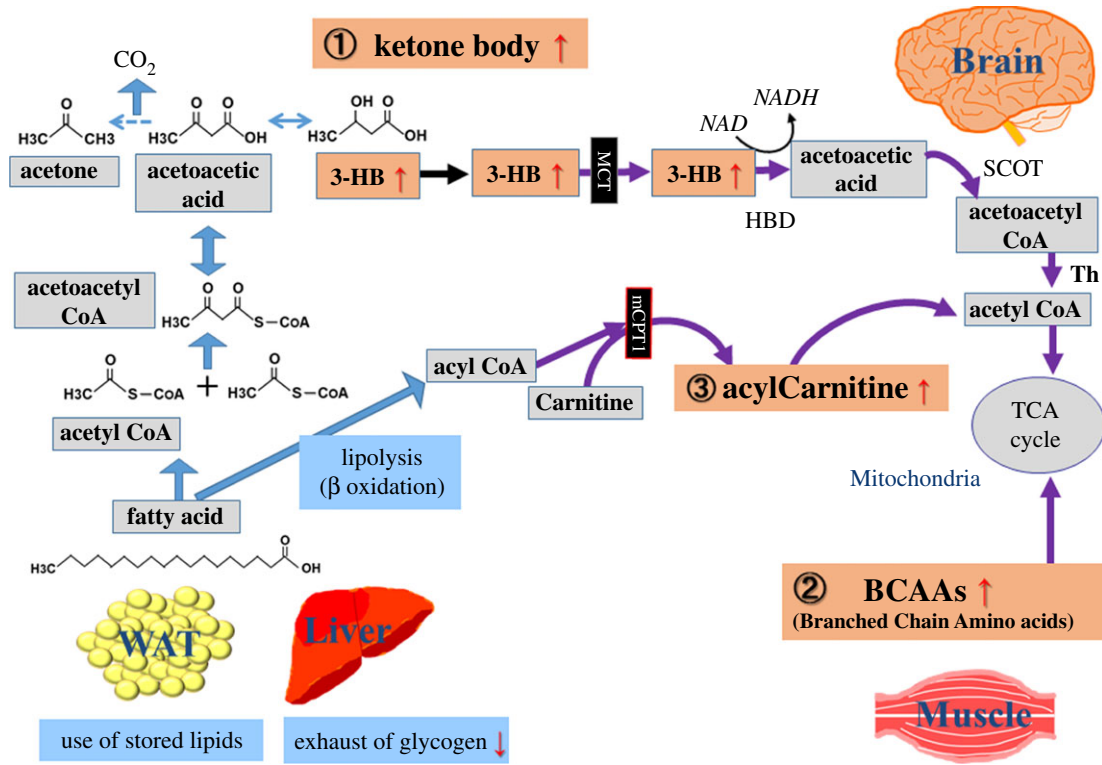 ① ketone body ↑
Brain
CO2
O
H3C CH3
acetone
O O
H3C OH
acetoacetic
acid
OH O
H3C OH
3-HB ↑
3-HB ↑
MCT
3-HB ↑
NAD
NADH
HBD
acetoacetic
acid
SCOT
acetoacetyl
CoA
Th
acetyl CoA
acetoacetyl
CoA
O O
H3C S–CoA
O
H3C S–CoA
+
O
H3C S–CoA
acetyl CoA
acyl CoA
Carnitine
mCPT1
③ acylCarnitine ↑
TCA
cycle
Mitochondria
lipolysis
(β oxidation)
fatty acid
O
H3C OH
② BCAAs ↑
(Branched Chain Amino acids)
WAT
Liver
Muscle
use of stored lipids
exhaust of glycogen ↓